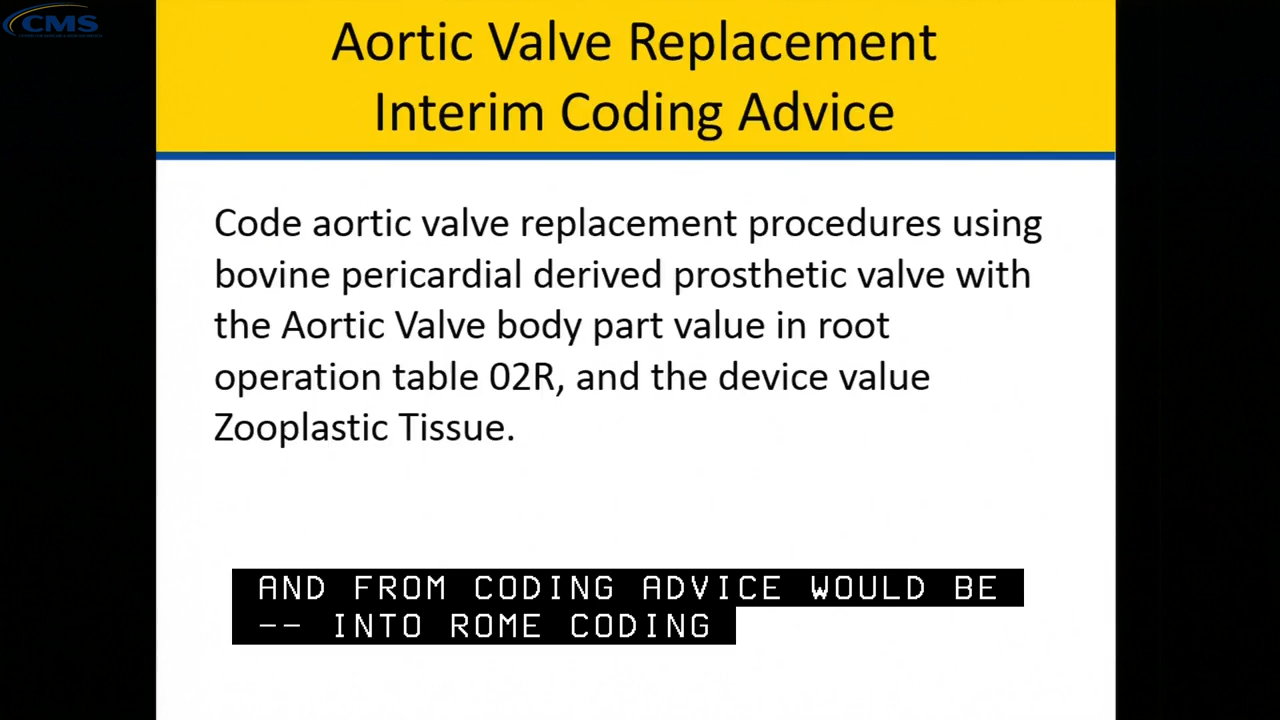 CMS
Aortic Valve Replacement
Interim Coding Advice
Code aortic valve replacement procedures using
bovine pericardial derived prosthetic valve with
the Aortic Valve body part value in root
operation table 02R, and the device value
Zooplastic Tissue.
AND FROM CODING ADVICE WOULD BE
-- INTO ROME CODING